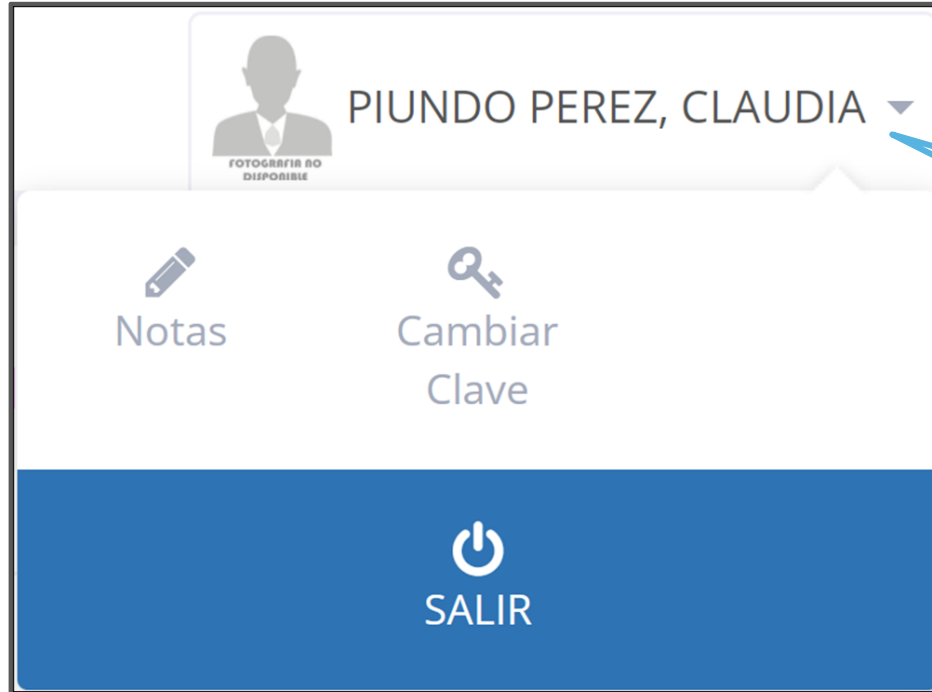 PIUNDO PEREZ, CLAUDIA
FOTOGRAFIA NO
DISPONIBLE
Notas
Cambiar
Clave
SALIR